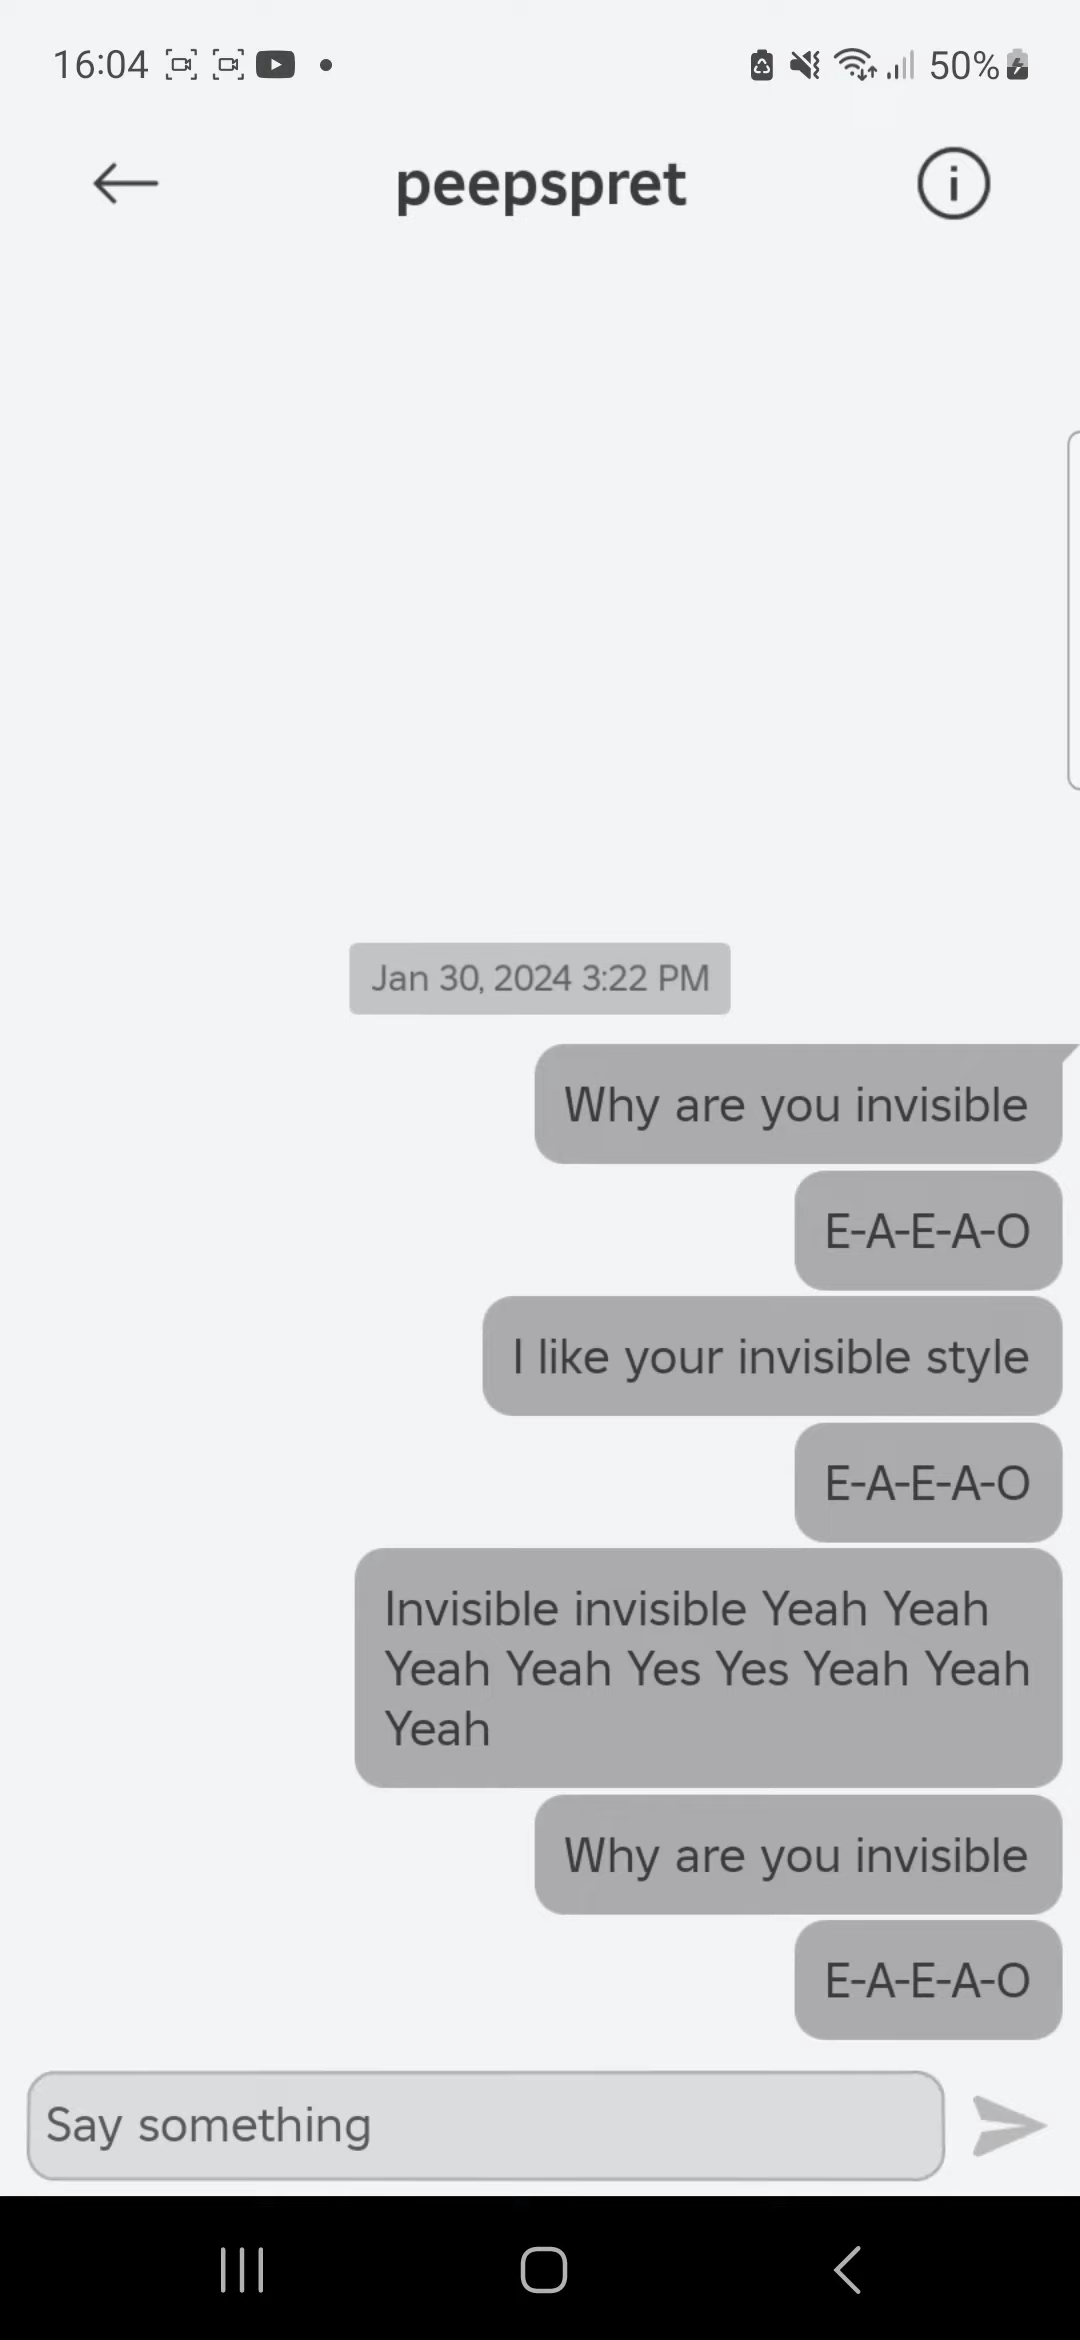 16:04 50%
peepspret
Jan 30, 2024 3:22 PM
Why are you invisible
E-A-E-A-O
I like your invisible style
E-A-E-A-O
Invisible invisible Yeah Yeah
Yeah Yeah Yes Yes Yeah Yeah
Yeah
Why are you invisible
E-A-E-A-O
Say something